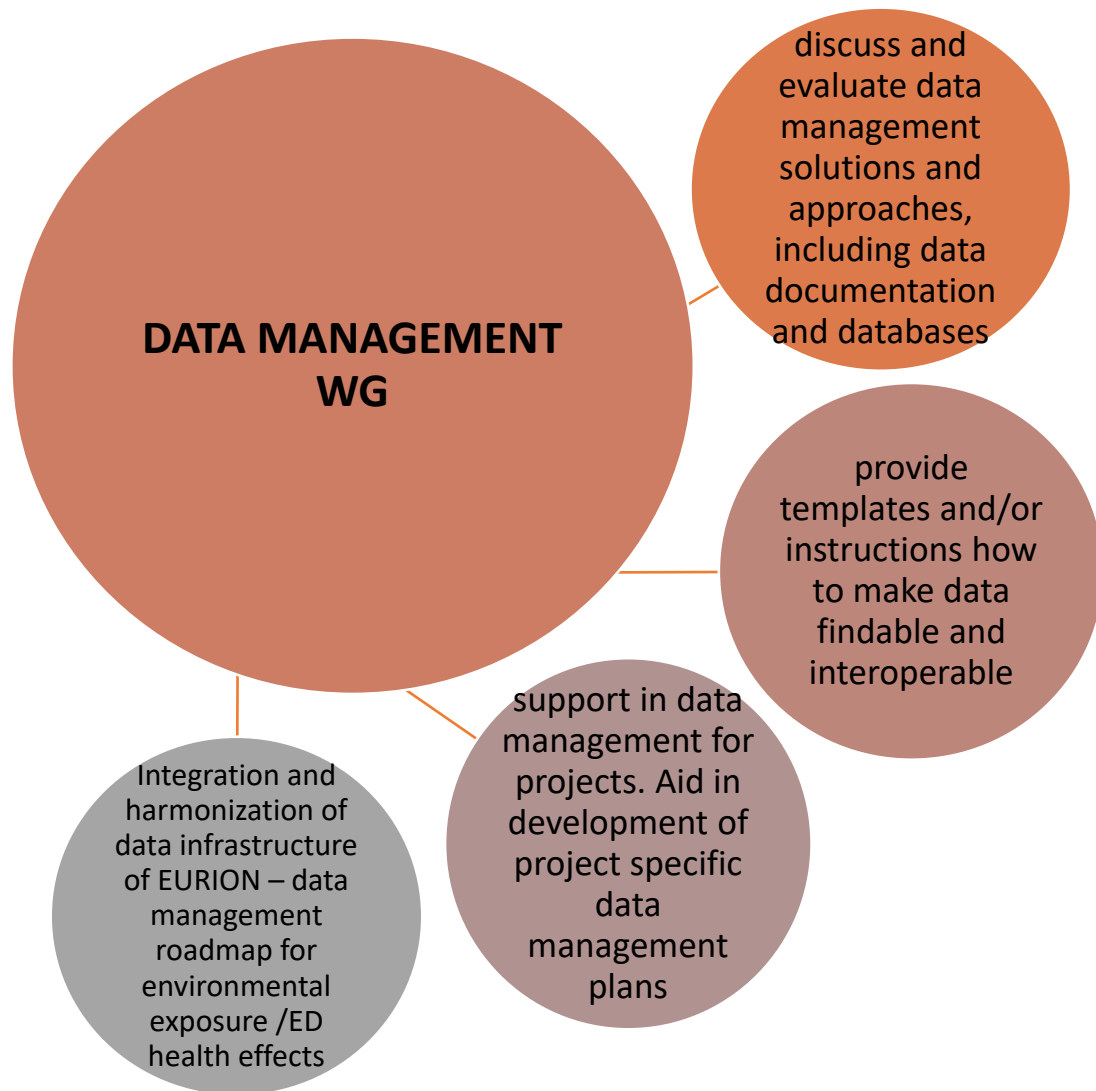 DATA MANAGEMENT
WG
discuss and
evaluate data
management
solutions and
approaches,
including data
documentation
and databases
provide
templates and/or
instructions how
to make data
findable and
interoperable
support in data
management for
projects. Aid in
development of
project specific
data
management
plans
Integration and
harmonization of
data infrastructure
of EURION – data
management
roadmap for
environmental
exposure /ED
health effects